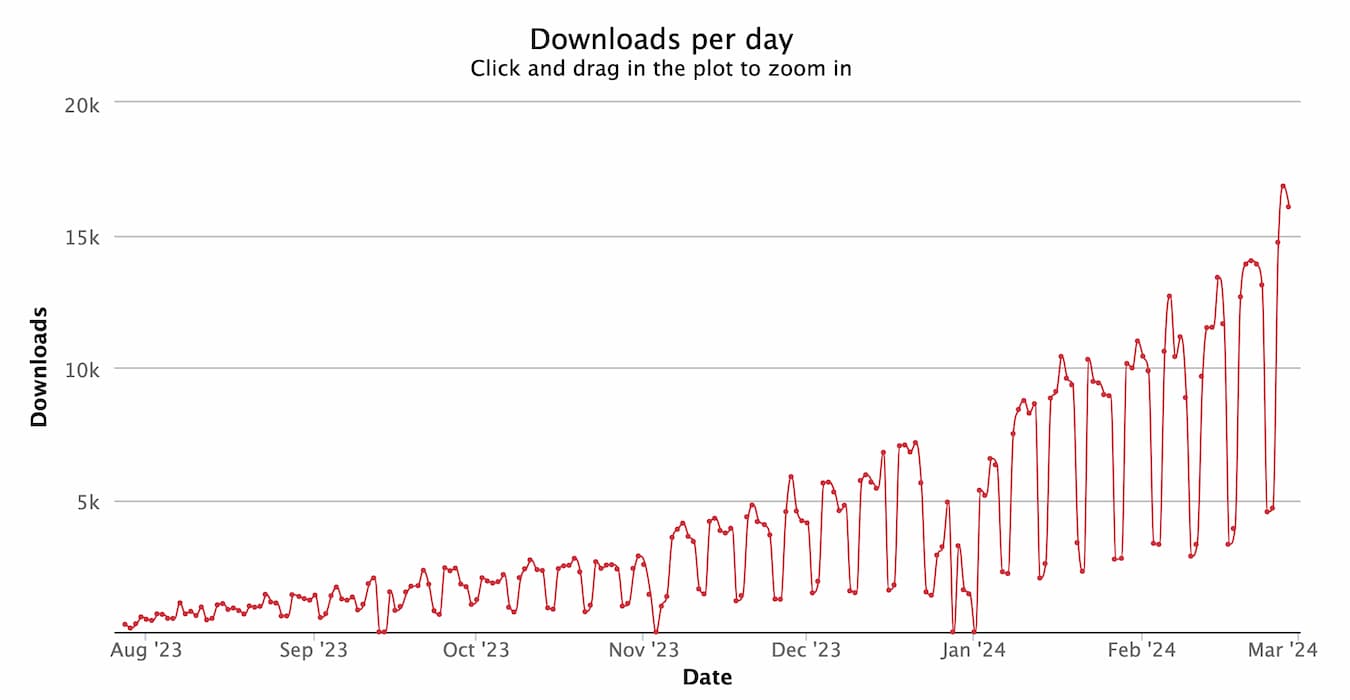 Downloads per day
Click and drag in the plot to zoom in
20k
15k
10k
5k
Downloads
Aug '23 Sep '23 Oct '23 Nov '23 Dec '23 Jan '24 Feb '24 Mar '24
Date